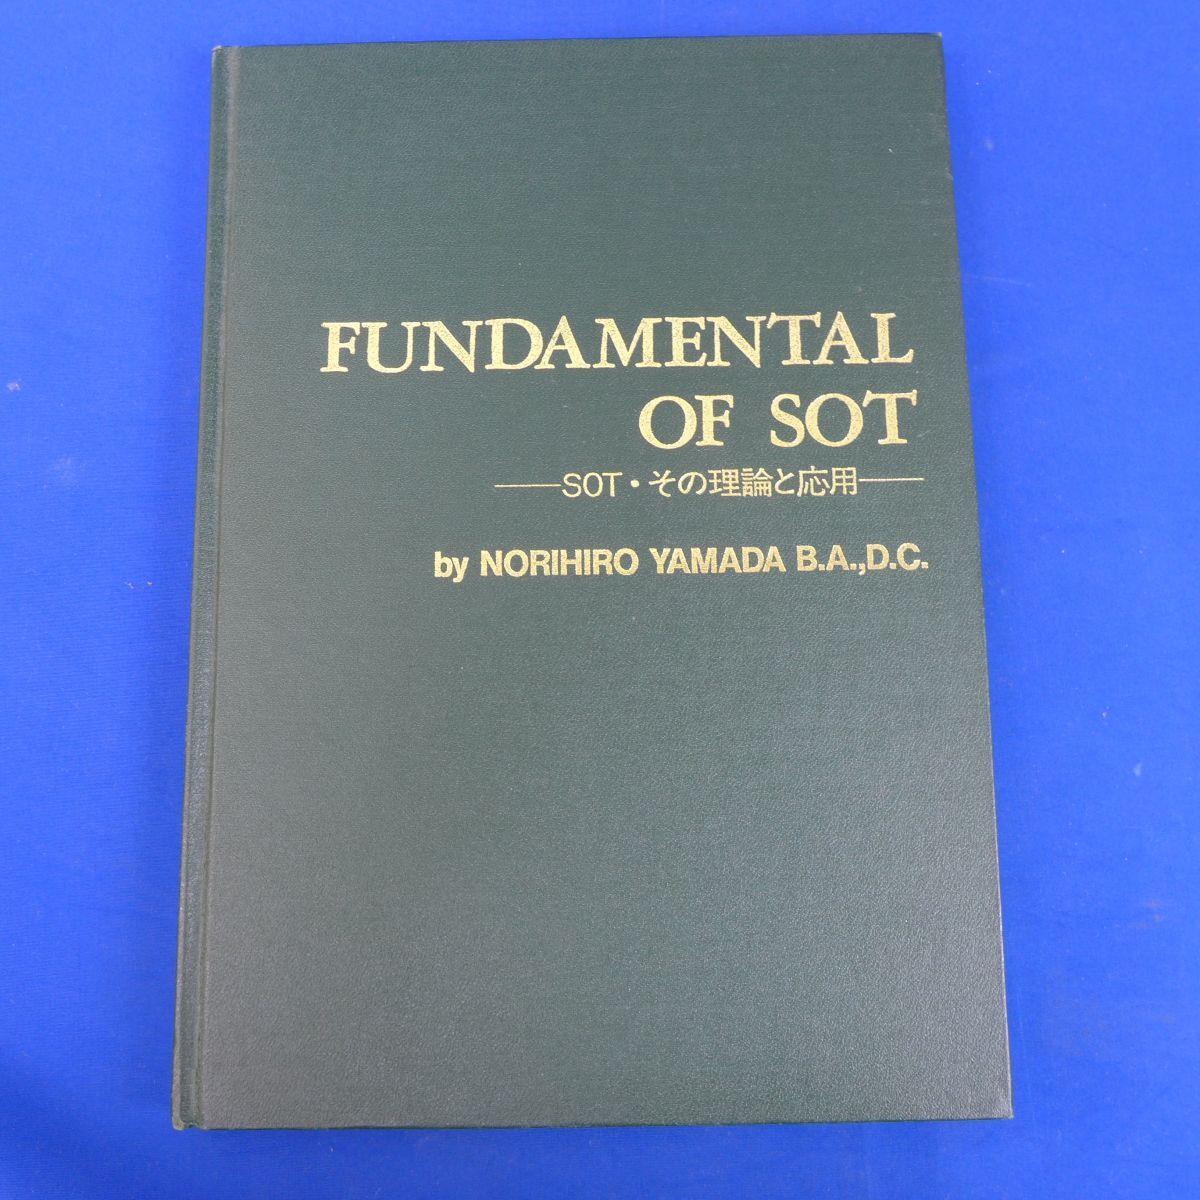 FUNDAMENTAL
OF SOT
SOT・その理論と応用
by NORIHIRO YAMADA B.A.,D.C.